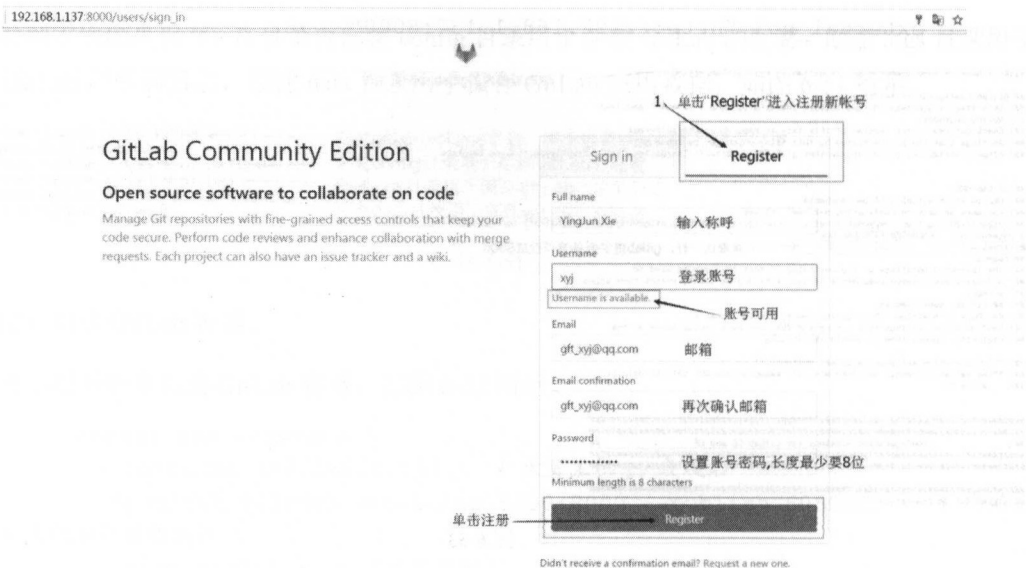 192.168.1.137:8000/users/sign_in
1、单击"Register"进入注册新帐号
GitLab Community Edition
Open source software to collaborate on code
Manage Git repositories with fine-grained access controls that keep your
code secure. Perform code reviews and enhance collaboration with merge
requests. Each project can also have an issue tracker and a wiki.
Sign in
Register
Full name
YingJun Xie 输入称呼
Username
xyj 登录账号
Username is available.
账号可用
Email
gft_xyj@qq.com 邮箱
Email confirmation
gft_xyj@qq.com 再次确认邮箱
Password
·············· 设置账号密码,长度最少要8位
Minimum length is 8 characters
单击注册
Register
Didn't receive a confirmation email? Request a new one.